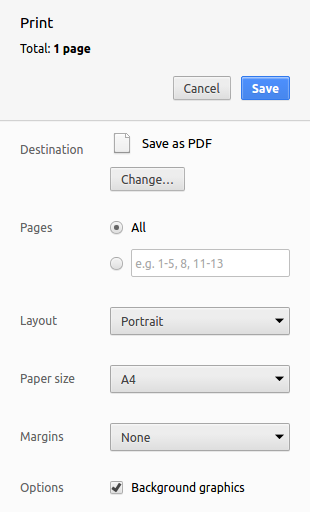 Print
Total: 1 page
Cancel Save
Destination Save as PDF
Change...
Pages All
e.g. 1-5, 8, 11-13
Layout Portrait
Paper size A4
Margins None
Options Background graphics